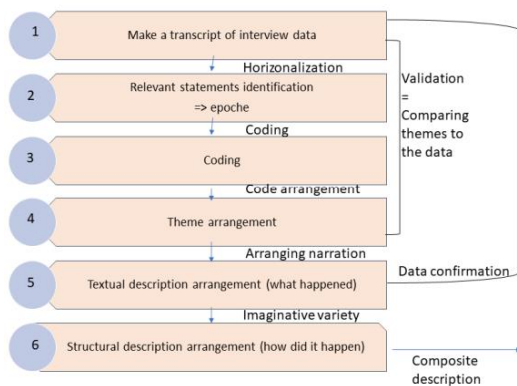 1
Make a transcript of interview data
Horizonalization
2
Relevant statements identification
=> epoche
Coding
3
Coding
Code arrangement
4
Theme arrangement
Arranging narration
5
Textual description arrangement (what happened)
Imaginative variety
6
Structural description arrangement (how did it happen)
Validation
=
Comparing
themes to
the data
Data confirmation
Composite
description